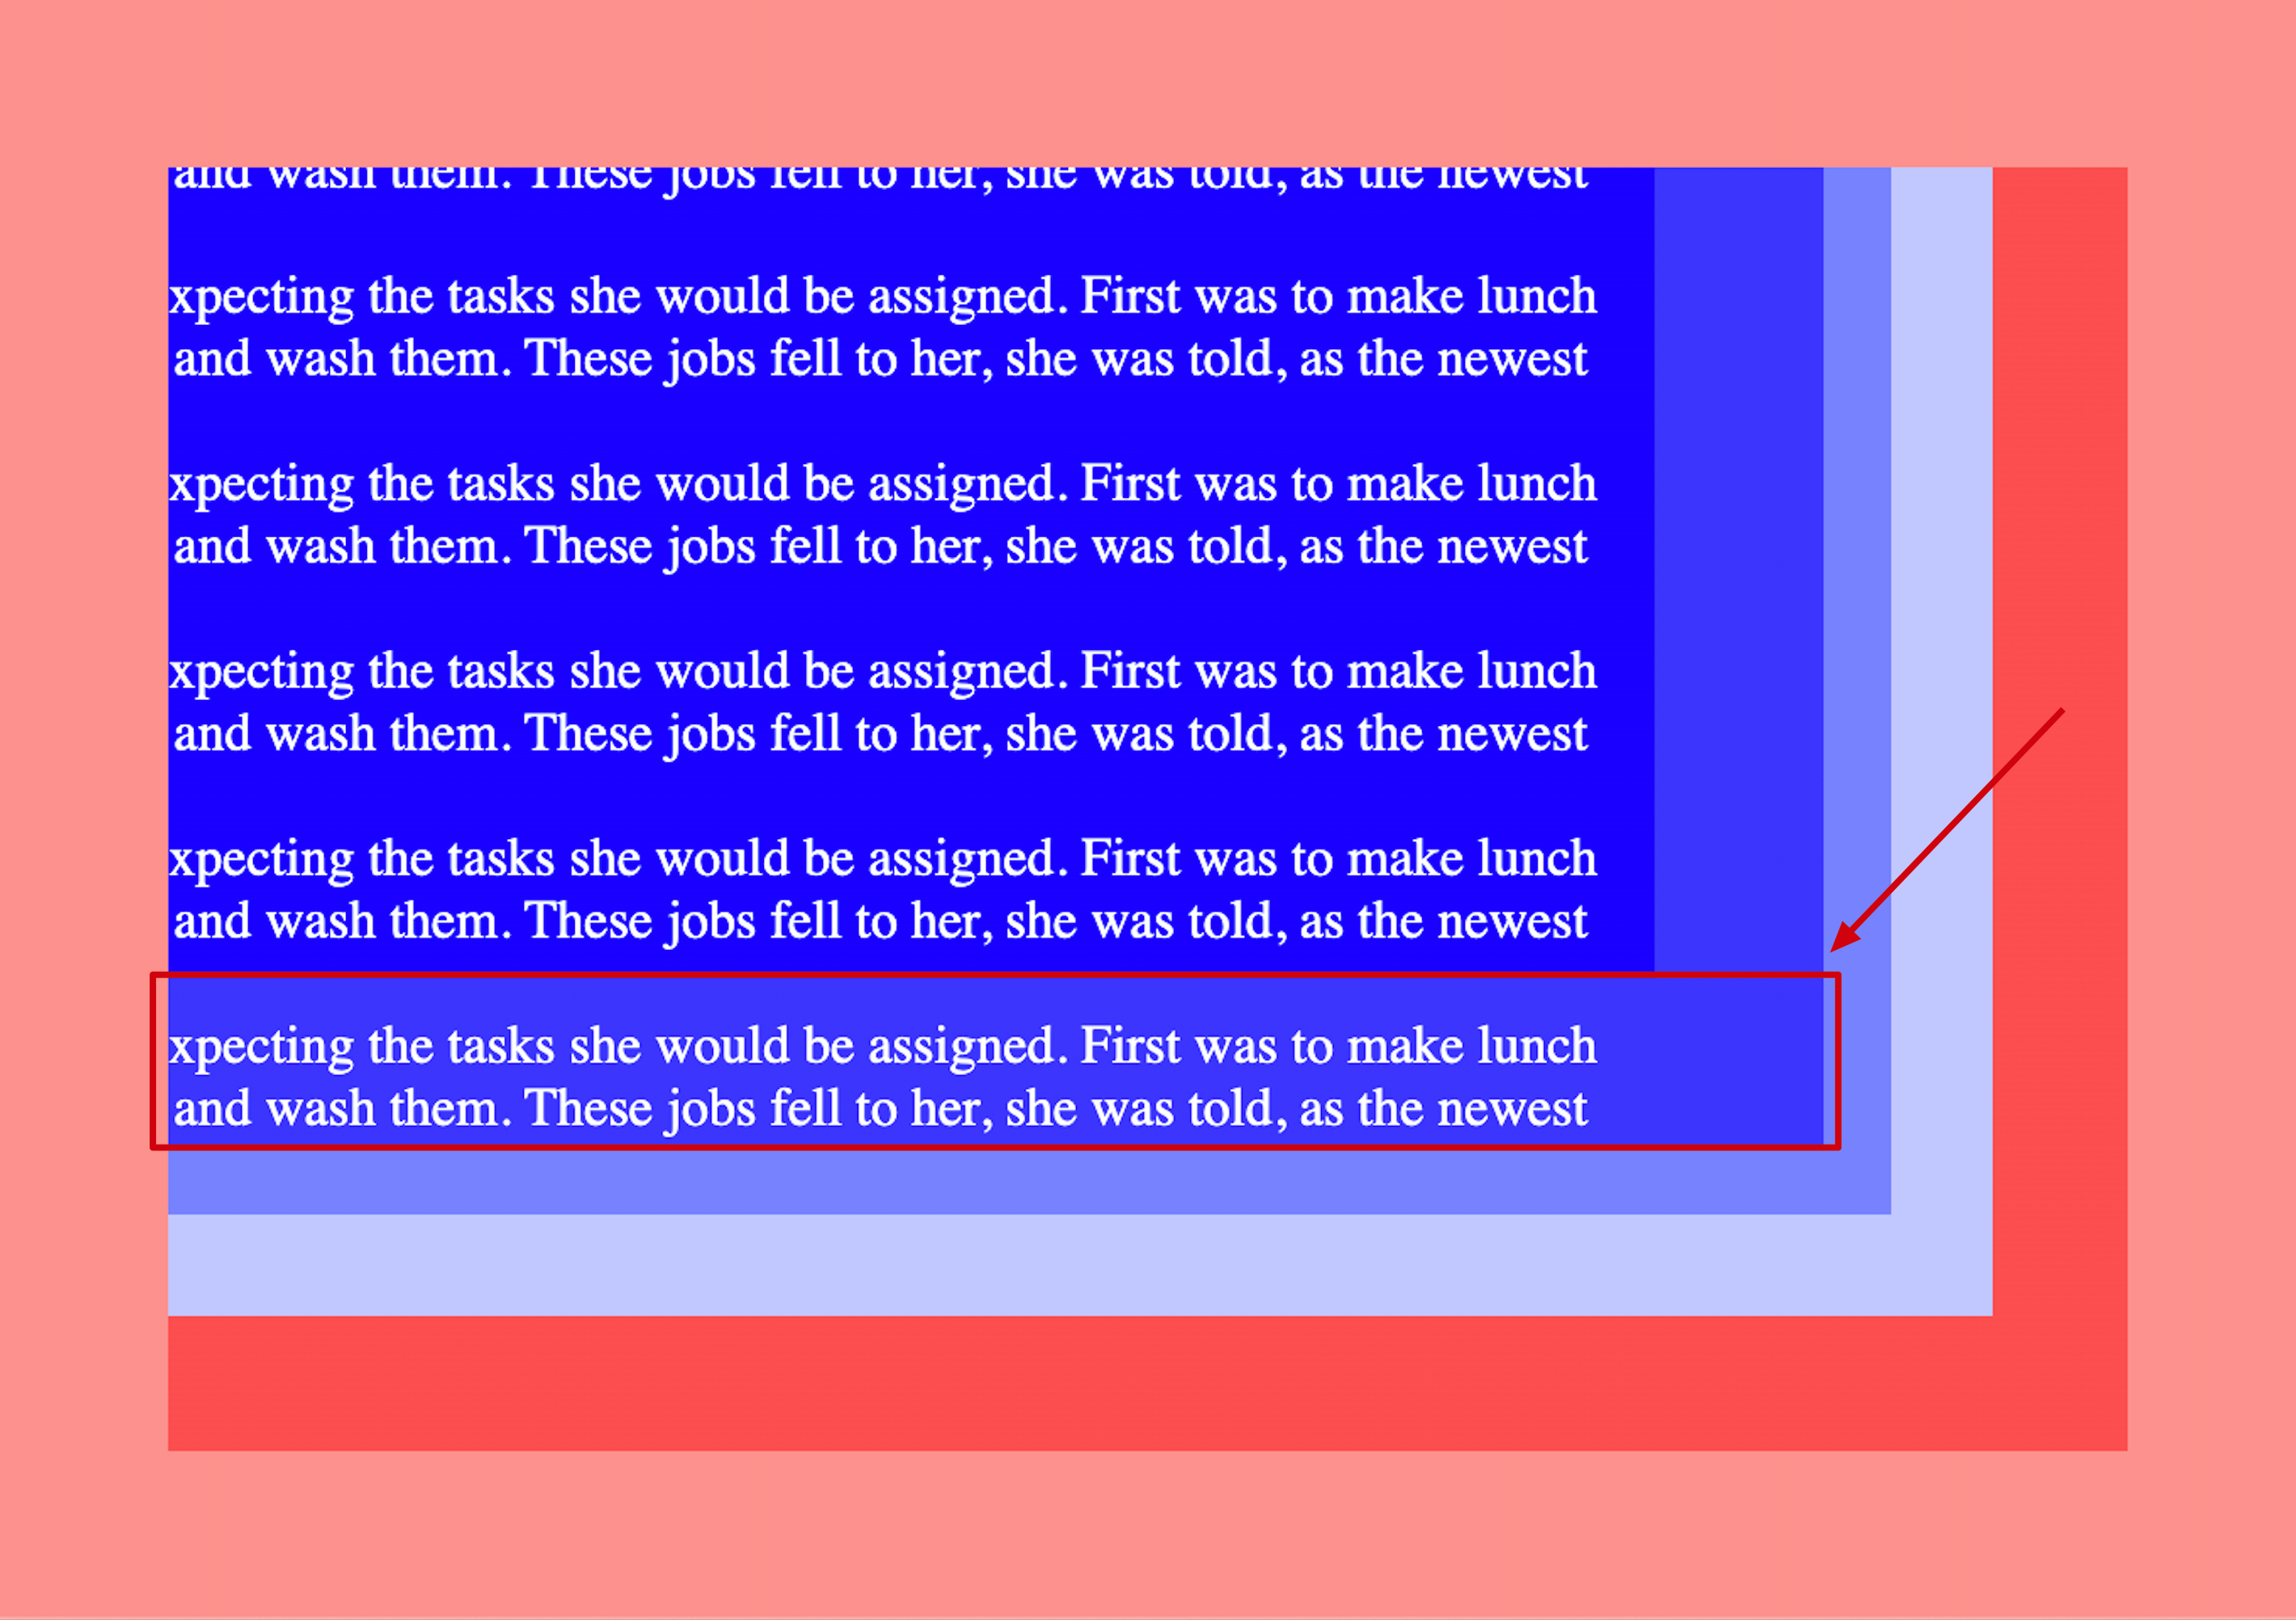 and wash them. These jobs fell to her, she was told, as the newest
xpecting the tasks she would be assigned. First was to make lunch
and wash them. These jobs fell to her, she was told, as the newest
xpecting the tasks she would be assigned. First was to make lunch
and wash them. These jobs fell to her, she was told, as the newest
xpecting the tasks she would be assigned. First was to make lunch
and wash them. These jobs fell to her, she was told, as the newest
xpecting the tasks she would be assigned. First was to make lunch
and wash them. These jobs fell to her, she was told, as the newest
xpecting the tasks she would be assigned. First was to make lunch
and wash them. These jobs fell to her, she was told, as the newest